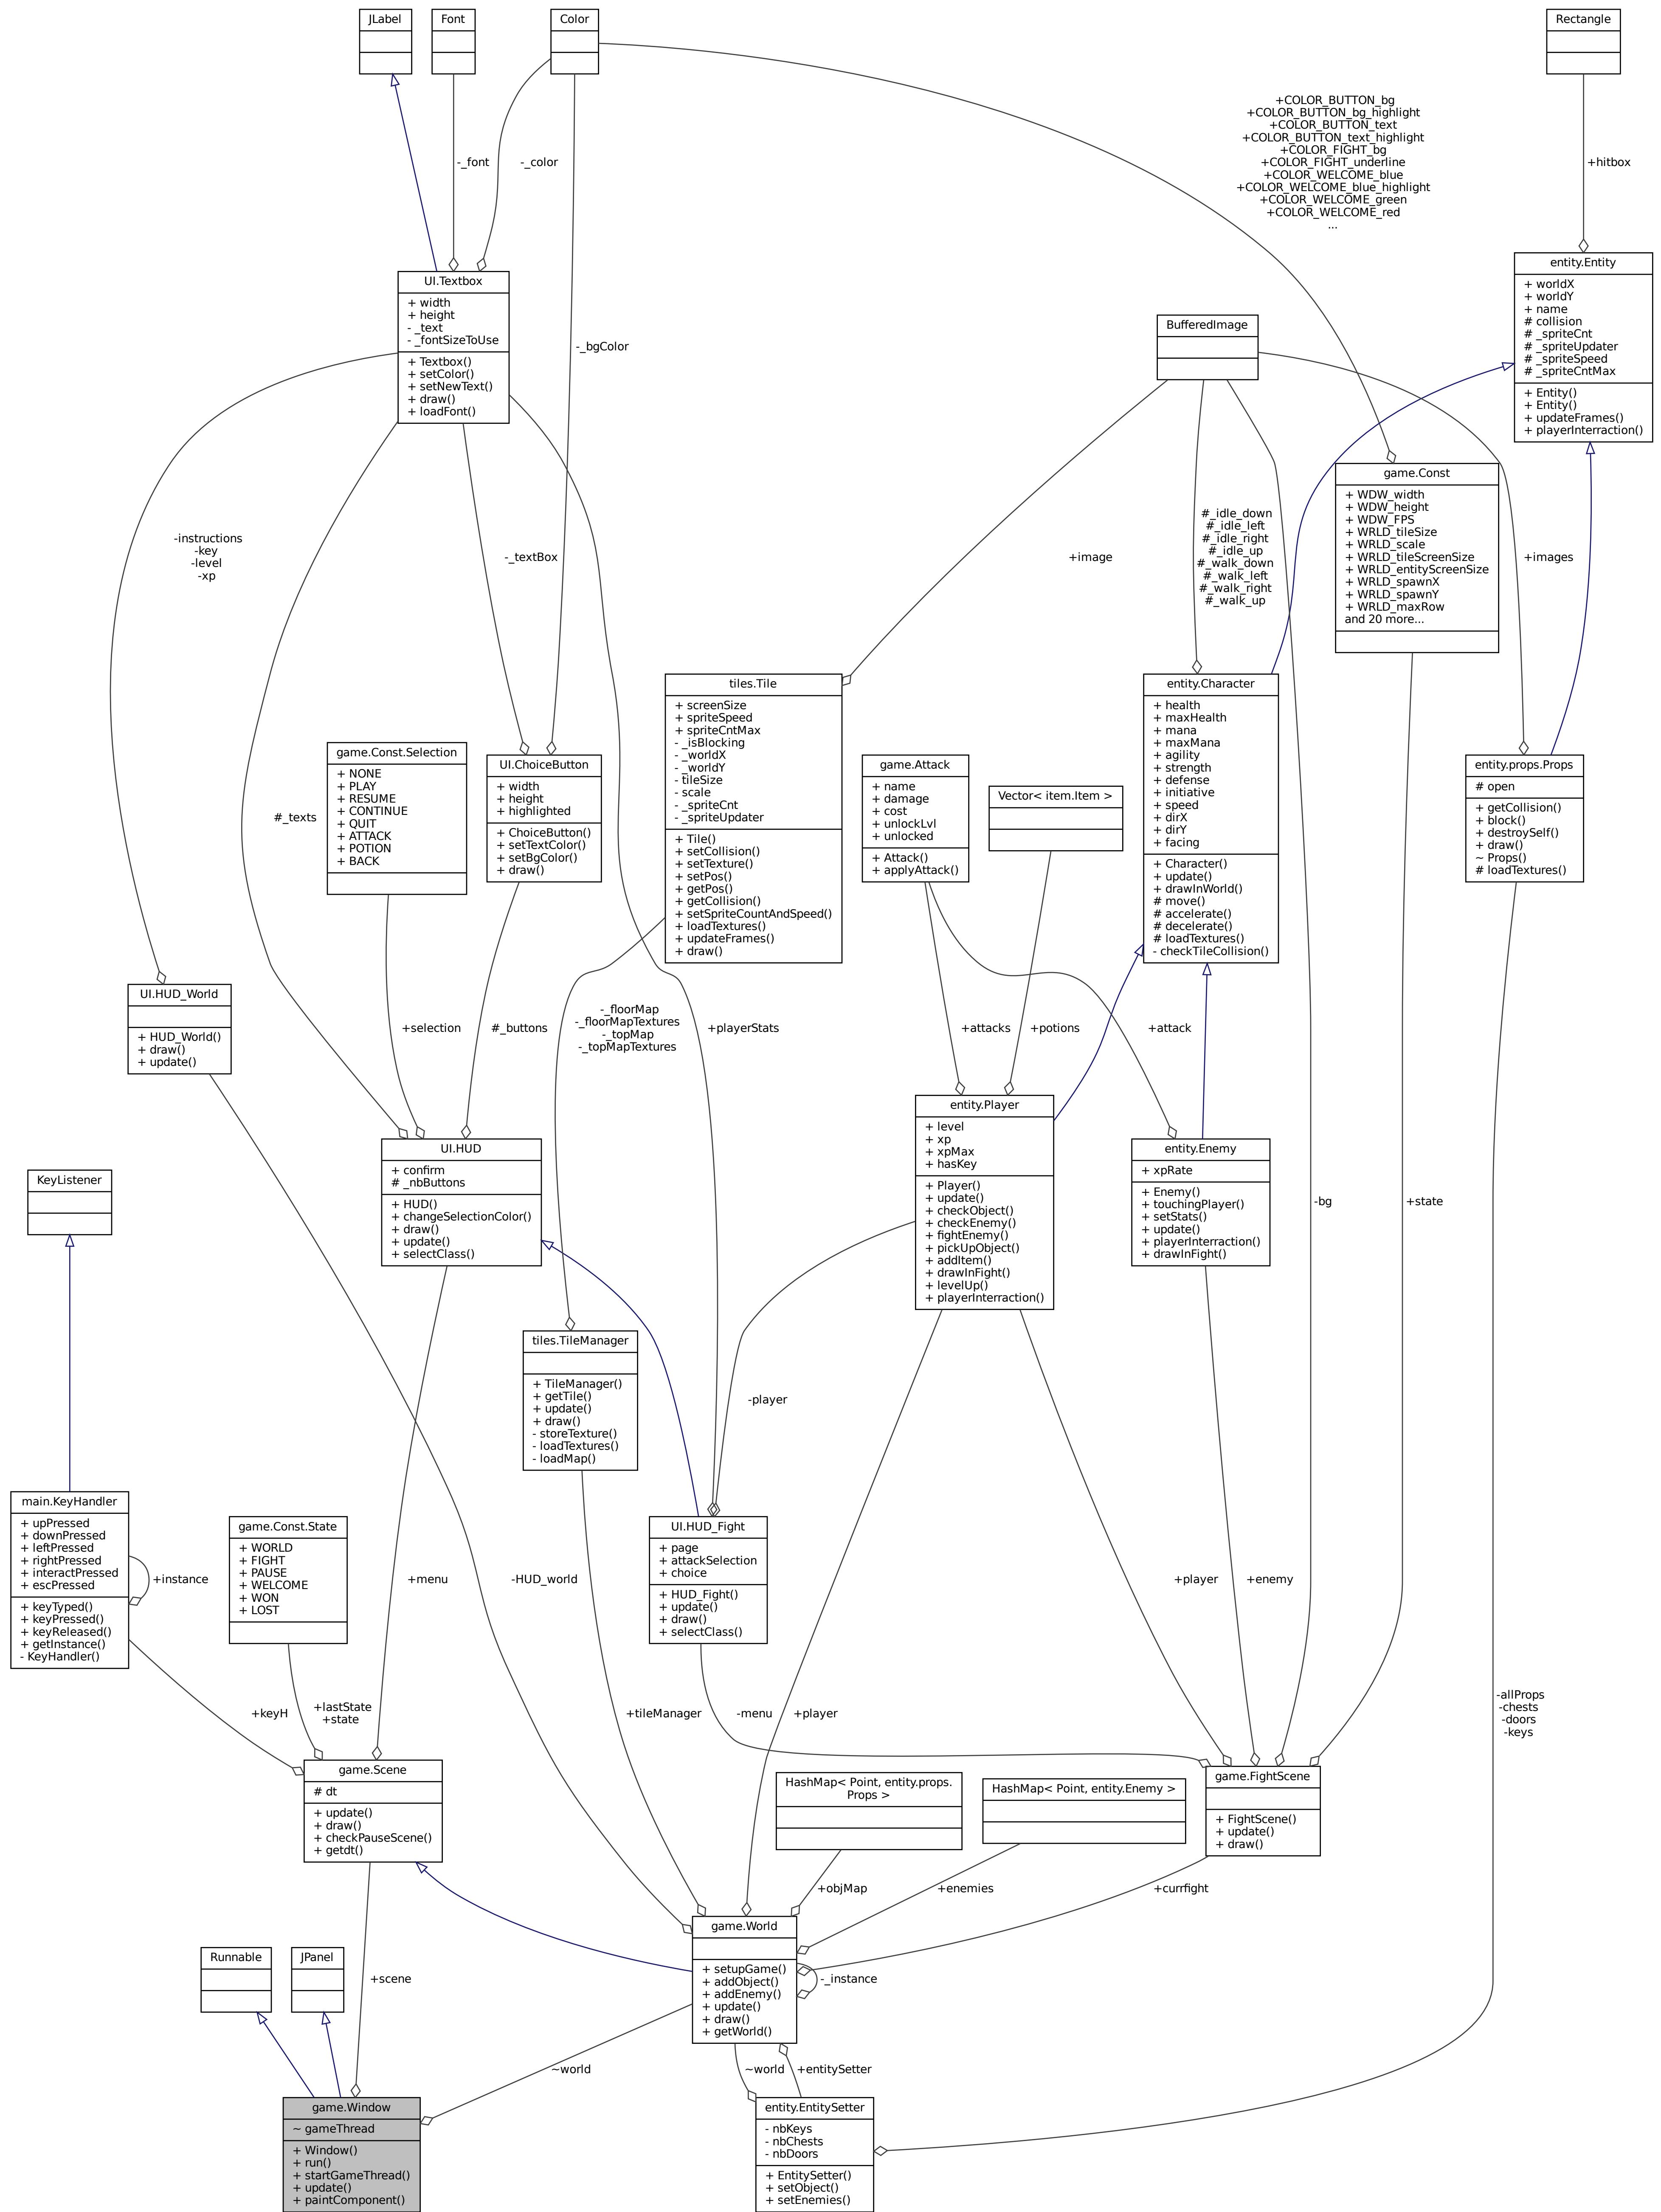 JLabel
Font
Color
Rectangle
+COLOR_BUTTON_bg
+COLOR_BUTTON_bg_highlight
+COLOR_BUTTON_text
+COLOR_BUTTON_text_highlight
+COLOR_FIGHT_bg
+COLOR_FIGHT_underline
+COLOR_WELCOME_blue
+COLOR_WELCOME_blue_highlight
+COLOR_WELCOME_green
+COLOR_WELCOME_red
...
-_font
-_color
+hitbox
UI.Textbox
+ width
+ height
- _text
- _fontSizeToUse
+ Textbox()
+ setColor()
+ setNewText()
+ draw()
+ loadFont()
-_bgColor
BufferedImage
entity.Entity
+ worldX
+ worldY
+ name
# collision
# _spriteCnt
# _spriteUpdater
# _spriteSpeed
# _spriteCntMax
+ Entity()
+ Entity()
+ updateFrames()
+ playerInterraction()
game.Const
+ WDW_width
+ WDW_height
+ WDW_FPS
+ WRLD_tileSize
+ WRLD_scale
+ WRLD_tileScreenSize
+ WRLD_entityScreenSize
+ WRLD_spawnX
+ WRLD_spawnY
+ WRLD_maxRow
and 20 more...
-instructions
-key
-level
-xp
-_textBox
+image
#_idle_down
#_idle_left
#_idle_right
#_idle_up
#_walk_down
#_walk_left
#_walk_right
#_walk_up
+images
#_texts
game.Const.Selection
+ NONE
+ PLAY
+ RESUME
+ CONTINUE
+ QUIT
+ ATTACK
+ POTION
+ BACK
UI.ChoiceButton
+ width
+ height
+ highlighted
+ ChoiceButton()
+ setTextColor()
+ setBgColor()
+ draw()
tiles.Tile
+ screenSize
+ spriteSpeed
+ spriteCntMax
- _isBlocking
- _worldX
- _worldY
- tileSize
- scale
- _spriteCnt
- _spriteUpdater
+ Tile()
+ setCollision()
+ setTexture()
+ setPos()
+ getPos()
+ getCollision()
+ setSpriteCountAndSpeed()
+ loadTextures()
+ updateFrames()
+ draw()
game.Attack
+ name
+ damage
+ cost
+ unlockLvl
+ unlocked
+ Attack()
+ applyAttack()
Vector< item.Item >
entity.Character
+ health
+ maxHealth
+ mana
+ maxMana
+ agility
+ strength
+ defense
+ initiative
+ speed
+ dirX
+ dirY
+ facing
+ Character()
+ update()
+ drawInWorld()
# move()
# accelerate()
# decelerate()
# loadTextures()
- checkTileCollision()
entity.props.Props
# open
+ getCollision()
+ block()
+ destroySelf()
+ draw()
~ Props()
# loadTextures()
UI.HUD_World
+ HUD_World()
+ draw()
+ update()
+selection
#_buttons
-_floorMap
-_floorMapTextures
-_topMap
-_topMapTextures
+playerStats
+attacks
+potions
+attack
KeyListener
UI.HUD
+ confirm
# _nbButtons
+ HUD()
+ changeSelectionColor()
+ draw()
+ update()
+ selectClass()
entity.Player
+ level
+ xp
+ xpMax
+ hasKey
+ Player()
+ update()
+ checkObject()
+ checkEnemy()
+ fightEnemy()
+ pickUpObject()
+ addItem()
+ drawInFight()
+ levelUp()
+ playerInterraction()
entity.Enemy
+ xpRate
+ Enemy()
+ touchingPlayer()
+ setStats()
+ update()
+ playerInterraction()
+ drawInFight()
-bg
+state
tiles.TileManager
+ TileManager()
+ getTile()
+ update()
+ draw()
- storeTexture()
- loadTextures()
- loadMap()
-player
main.KeyHandler
+ upPressed
+ downPressed
+ leftPressed
+ rightPressed
+ interactPressed
+ escPressed
+ keyTyped()
+ keyPressed()
+ keyReleased()
+ getInstance()
- KeyHandler()
+instance
game.Const.State
+ WORLD
+ FIGHT
+ PAUSE
+ WELCOME
+ WON
+ LOST
+menu
-HUD_world
UI.HUD_Fight
+ page
+ attackSelection
+ choice
+ HUD_Fight()
+ update()
+ draw()
+ selectClass()
+player
+enemy
+keyH
+lastState
+state
+tileManager
-menu
+player
-allProps
-chests
-doors
-keys
game.Scene
# dt
+ update()
+ draw()
+ checkPauseScene()
+ getdt()
HashMap< Point, entity.props.
Props >
HashMap< Point, entity.Enemy >
game.FightScene
+ FightScene()
+ update()
+ draw()
+objMap
+enemies
+currfight
Runnable
JPanel
+scene
game.World
+ setupGame()
+ addObject()
+ addEnemy()
+ update()
+ draw()
+ getWorld()
-_instance
~world
~world
+entitySetter
game.Window
~ gameThread
+ Window()
+ run()
+ startGameThread()
+ update()
+ paintComponent()
entity.EntitySetter
- nbKeys
- nbChests
- nbDoors
+ EntitySetter()
+ setObject()
+ setEnemies()